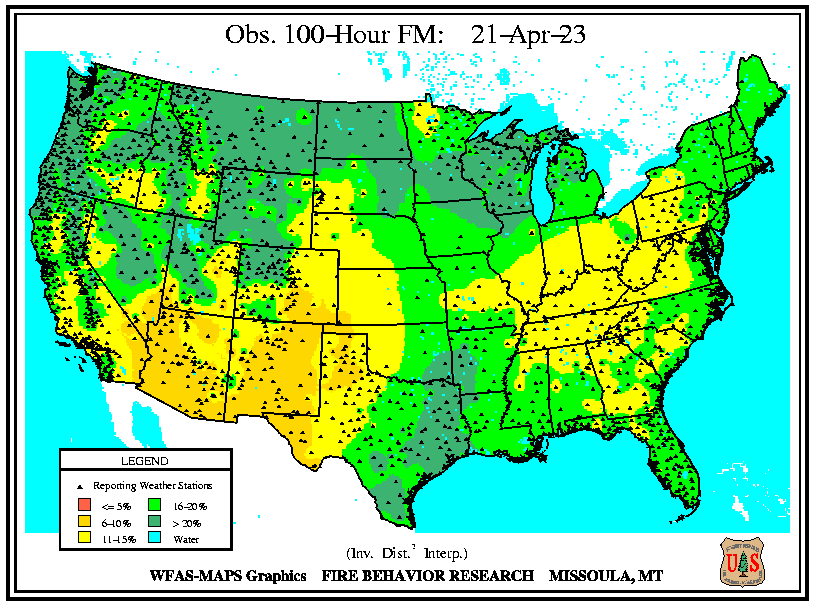 Obs. 100-Hour FM: 21-Apr-23
LEGEND
Reporting Weather Stations
<= 5%
16-20%
6-10%
> 20%
11-15%
Water
(Inv. Dist.² Interp.)
WFAS-MAPS Graphics FIRE BEHAVIOR RESEARCH MISSOULA, MT
U S